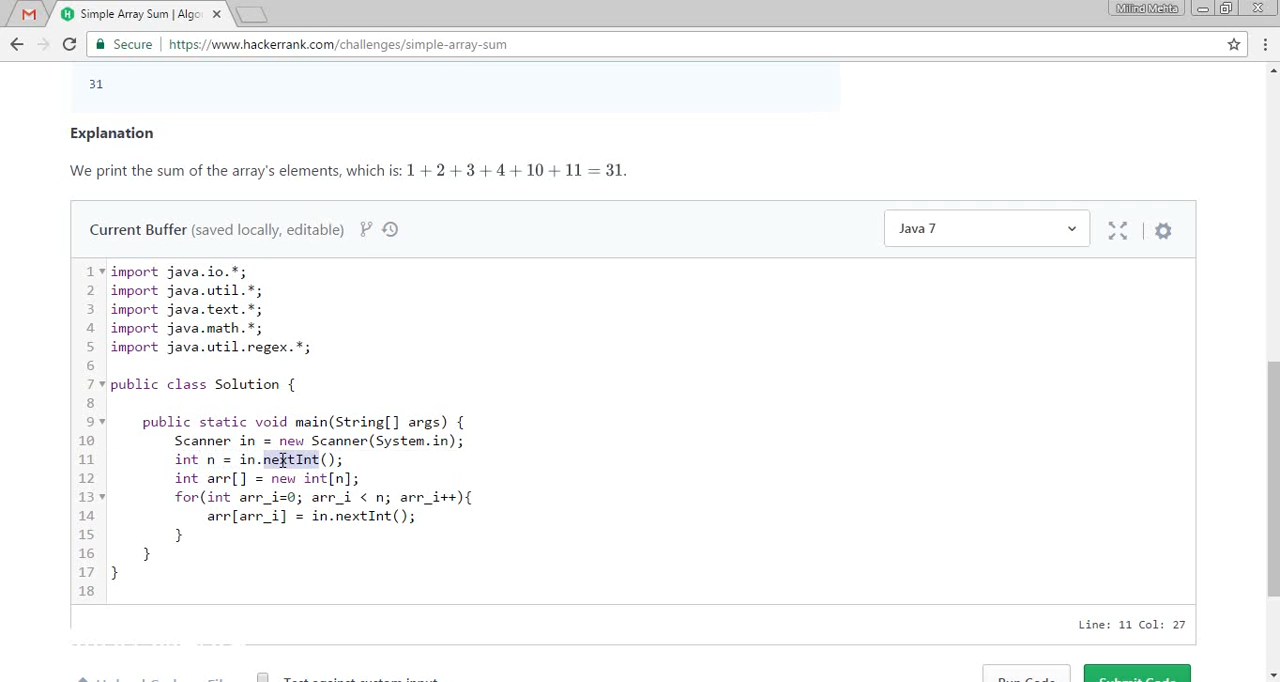 Simple Array Sum | Algo
Milind Mehta
Secure | https://www.hackerrank.com/challenges/simple-array-sum
31
Explanation
We print the sum of the array's elements, which is: 1 + 2 + 3 + 4 + 10 + 11 = 31.
Current Buffer (saved locally, editable)
Java 7
1 import java.io.*;
2 import java.util.*;
3 import java.text.*;
4 import java.math.*;
5 import java.util.regex.*;
6
7 public class Solution {
8
9 public static void main(String[] args) {
10 Scanner in = new Scanner(System.in);
11 int n = in.nextInt();
12 int arr[] = new int[n];
13 for(int arr_i=0; arr_i < n; arr_i++){
14 arr[arr_i] = in.nextInt();
15 }
16 }
17 }
18
Line: 11 Col: 27
Test against custom input
Run Code
Submit Code